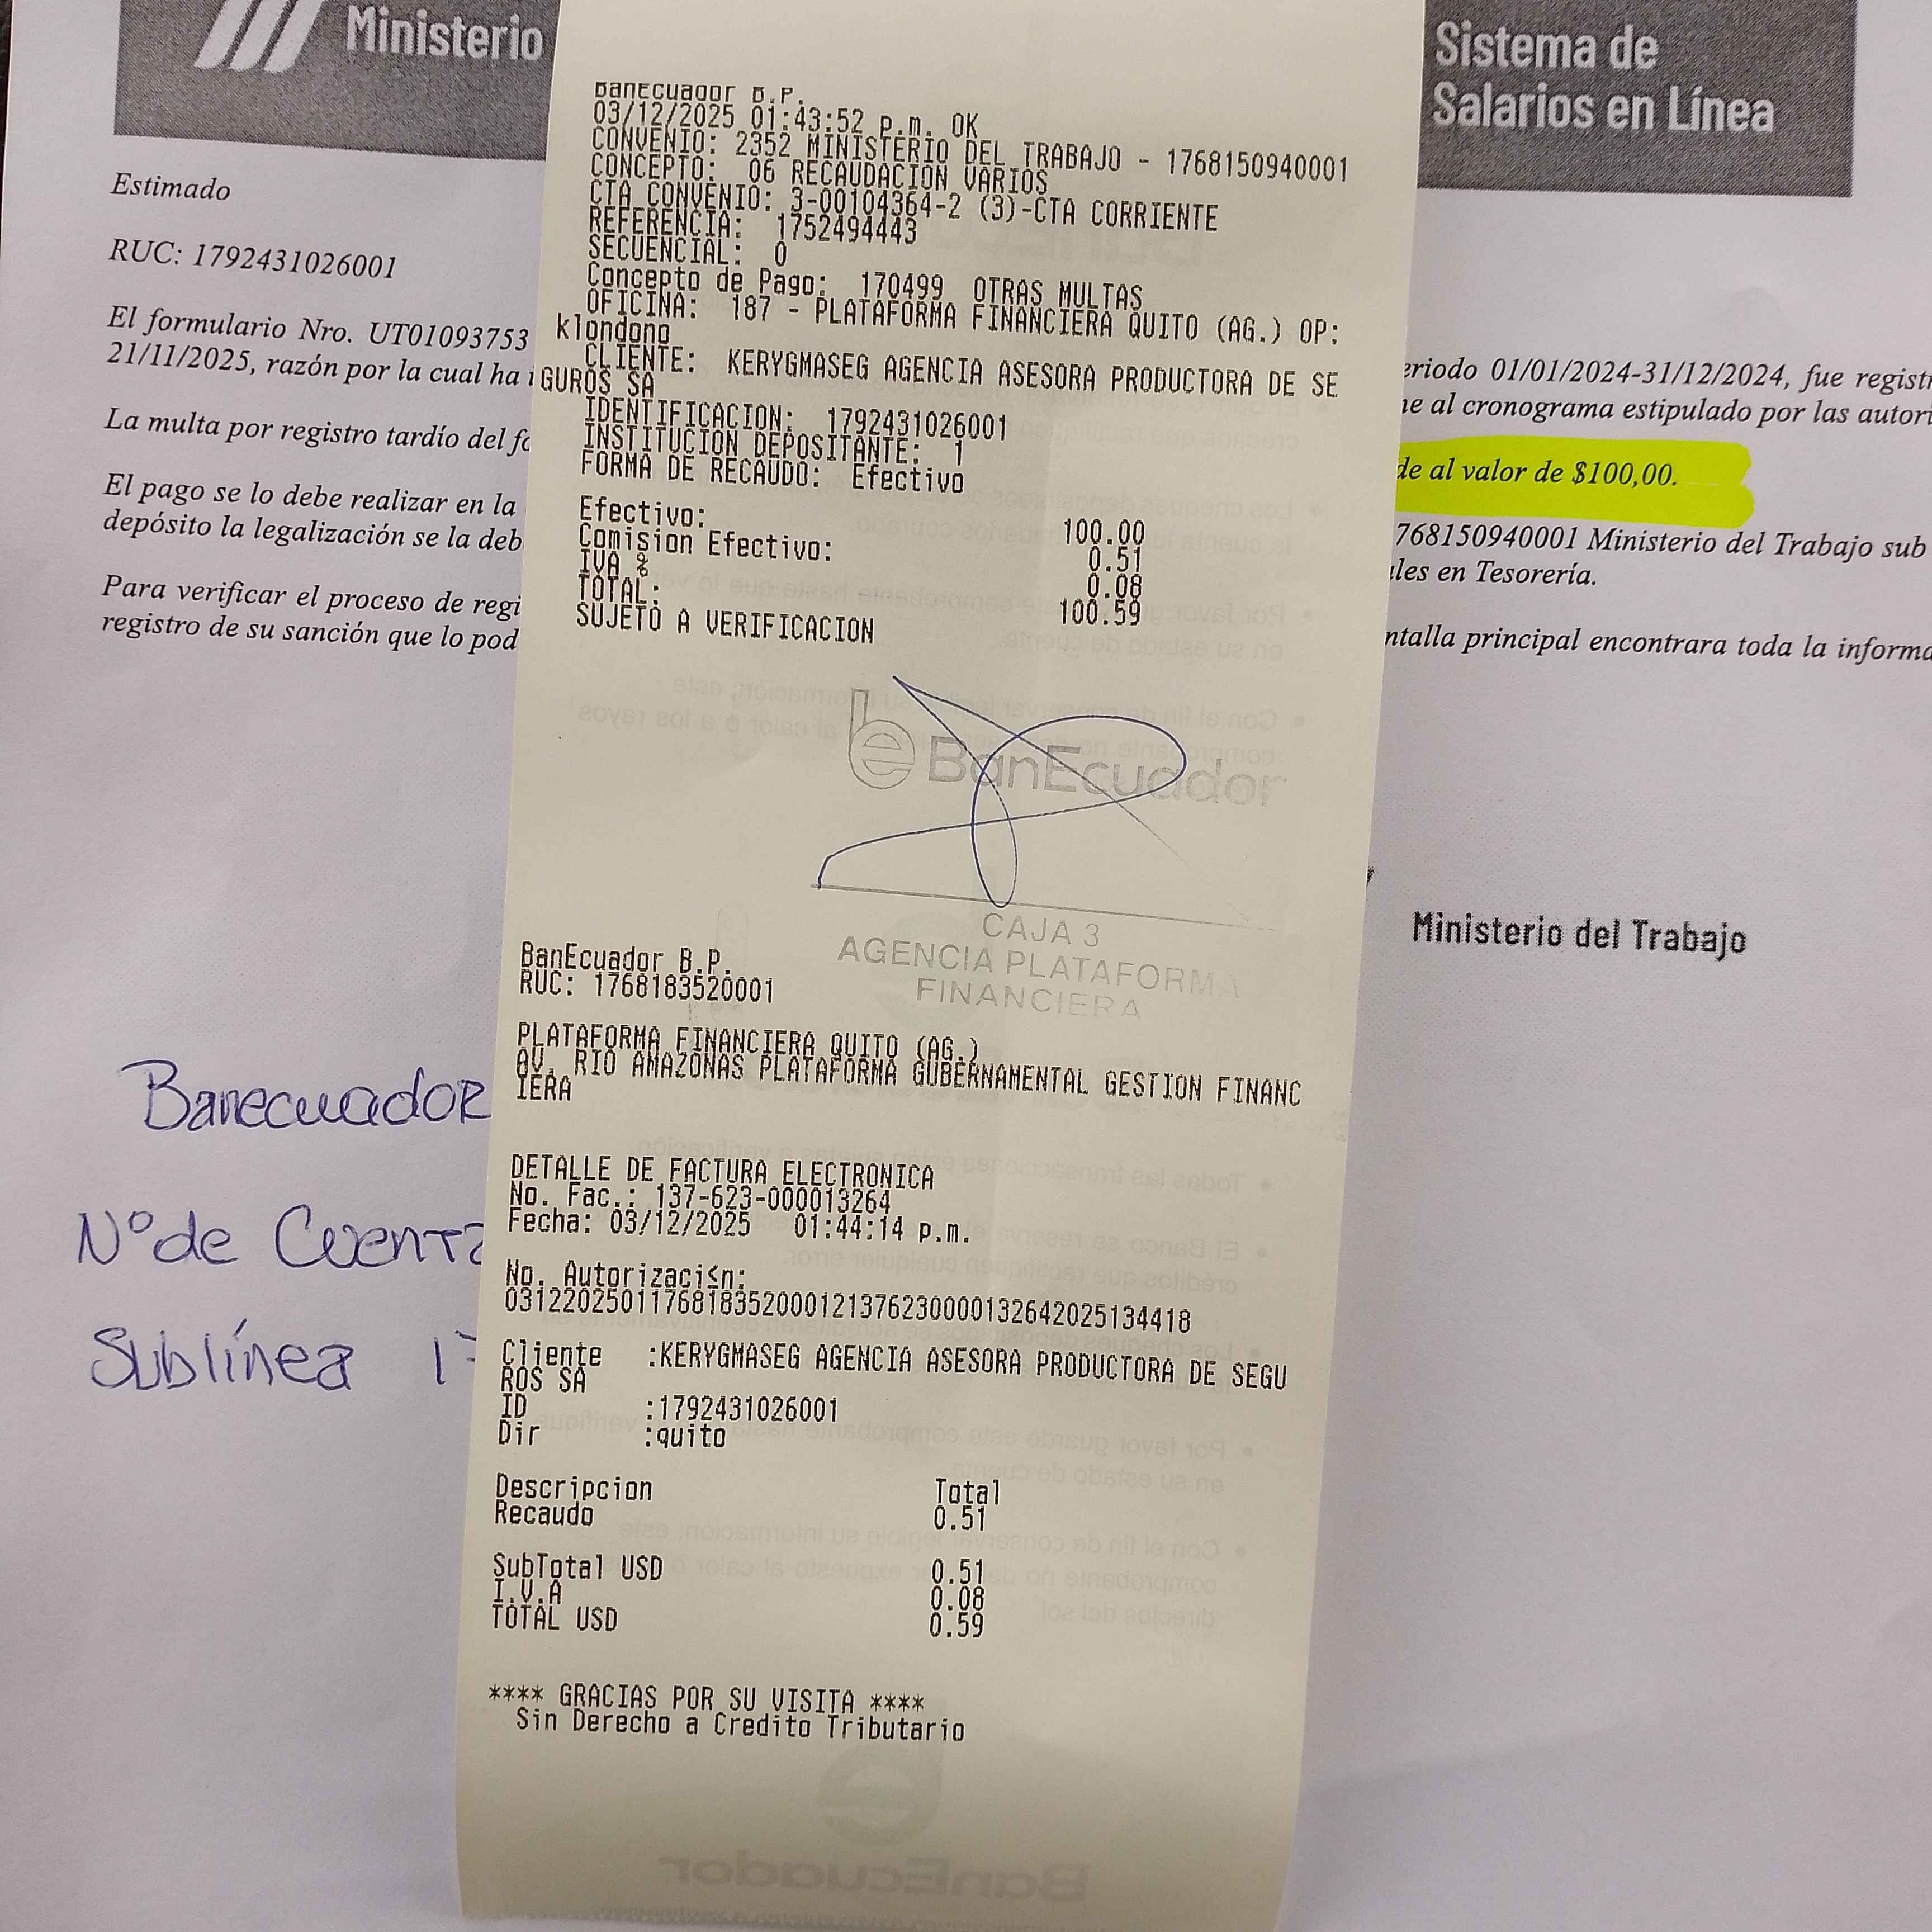 Ministerio
Sistema de
Salarios en Línea
Estimado
RUC: 1792431026001
El formulario Nro. UT01093753
21/11/2025, razón por la cual ha
La multa por registro tardío del
El pago se lo debe realizar en la
depósito la legalización se la deb
Para verificar el proceso de regi
registro de su sanción que lo pod
eriodo 01/01/2024-31/12/2024, fue registr
ne al cronograma estipulado por las autori
de al valor de $100,00.
768150940001 Ministerio del Trabajo sub
les en Tesorería.
ntalla principal encontrara toda la informa
Ministerio del Trabajo
Banecuador
N° de Cuenta
Sublínea 17
BanEcuador B.P.
03/12/2025 01:43:52 p.m. OK
CONVENIO: 2352 MINISTERIO DEL TRABAJO - 1768150940001
CONCEPTO: 06 RECAUDACION VARIOS
CTA CONVENIO: 3-00104364-2 (3)-CTA CORRIENTE
REFERENCIA: 1752494443
SECUENCIAL: 0
Concepto de Pago: 170499 OTRAS MULTAS
OFICINA: 187 - PLATAFORMA FINANCIERA QUITO (AG.) OP:
klondono
CLIENTE: KERYGMASEG AGENCIA ASESORA PRODUCTORA DE SE
GUROS SA
IDENTIFICACION: 1792431026001
INSTITUCION DEPOSITANTE: 1
FORMA DE RECAUDO: Efectivo
Efectivo: 100.00
Comision Efectivo: 0.51
IVA % 0.08
TOTAL: 100.59
SUJETO A VERIFICACION
BanEcuador
CAJA 3
AGENCIA PLATAFORMA
FINANCIERA
BanEcuador B.P.
RUC: 1768183520001
PLATAFORMA FINANCIERA QUITO (AG.)
AV. RIO AMAZONAS PLATAFORMA GUBERNAMENTAL GESTION FINANC
IERA
DETALLE DE FACTURA ELECTRONICA
No. Fac.: 137-623-000013264
Fecha: 03/12/2025 01:44:14 p.m.
No. Autorizaci≤n:
0312202501176818352000121376230000132642025134418
Cliente :KERYGMASEG AGENCIA ASESORA PRODUCTORA DE SEGU
ROS SA
ID :1792431026001
Dir :quito
Descripcion Total
Recaudo 0.51
SubTotal USD 0.51
I.V.A 0.08
TOTAL USD 0.59
**** GRACIAS POR SU VISITA ****
Sin Derecho a Credito Tributario
BanEcuador